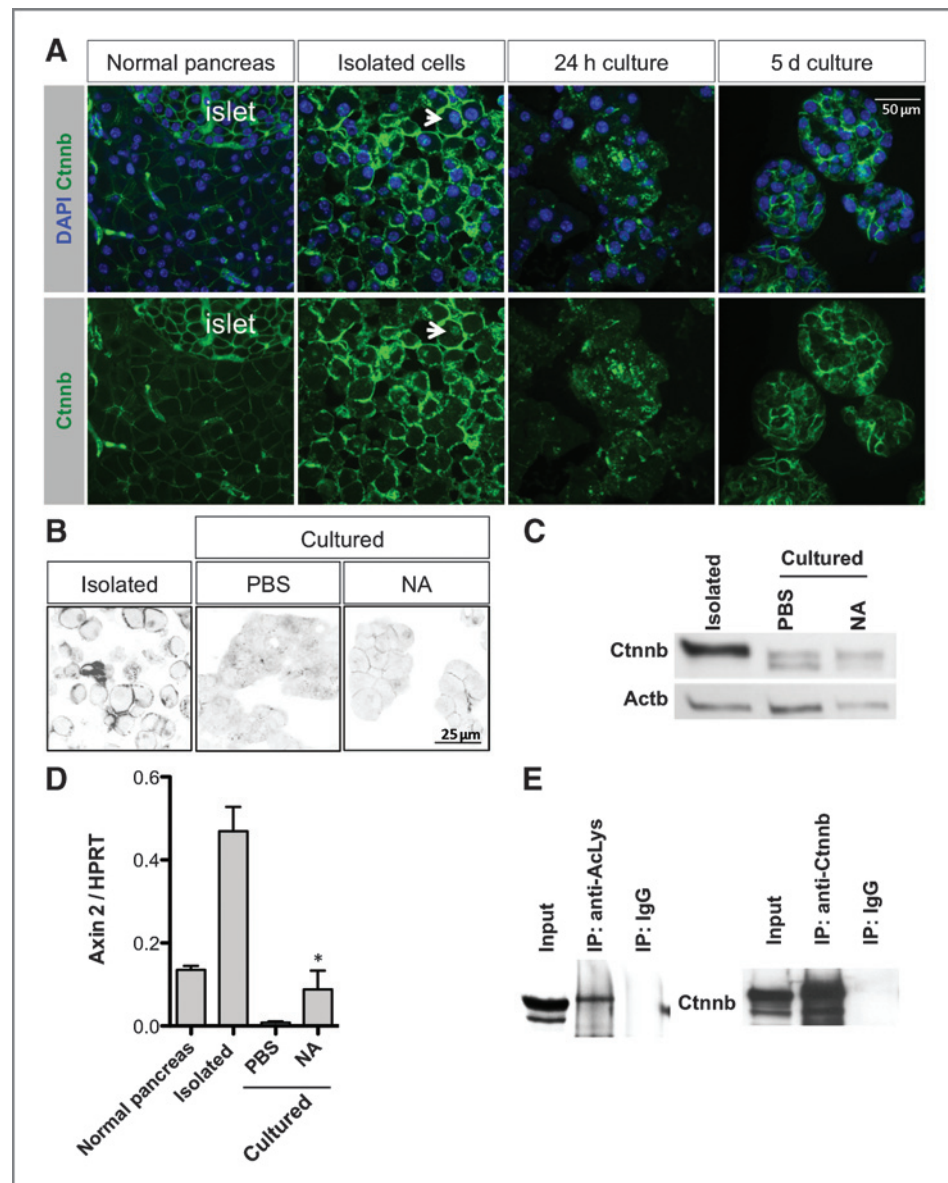 A
Normal pancreas
Isolated cells
24 h culture
5 d culture
DAPI Ctnnb
islet
50 µm
Ctnnb
islet
B
Cultured
Isolated
PBS
NA
25 µm
C
Cultured
Isolated
PBS
NA
Ctnnb
Actb
D
Axin 2 / HPRT
0.6
0.4
0.2
0.0
*
Normal pancreas
Isolated
PBS
NA
Cultured
E
Input
IP: anti-AcLys
IP: IgG
Input
IP: anti-Ctnnb
IP: IgG
Ctnnb